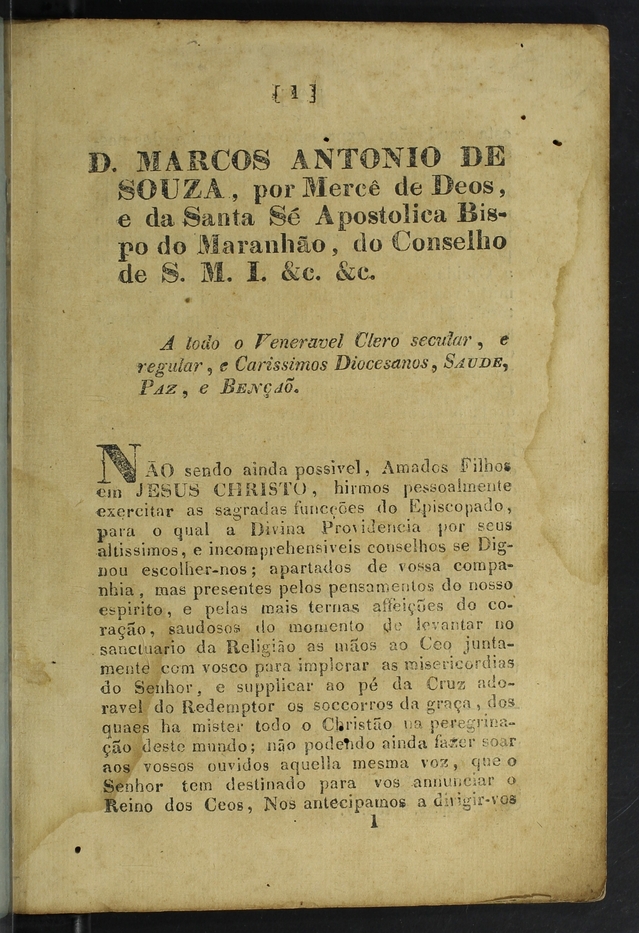 [ 1 ]
D. MARCOS ANTONIO DE
SOUZA, por Mercê de Deos,
e da Santa Sé Apostolica Bis-
po do Maranhão, do Conselho
de S. M. I. &c. &c.
A todo o Veneravel Clero secular, e
regular, e Carissimos Diocesanos, SAUDE,
PAZ, e BENÇAÕ.
NÃO sendo ainda possivel, Amados Filhos
em JESUS CHRISTO, hirmos pessoalmente
exercitar as sagradas funcções do Episcopado,
para o qual a Divina Providencia por seus
altissimos, e incomprehensiveis conselhos se Dig-
nou escolher-nos; apartados de vossa compa-
nhia, mas presentes pelos pensamentos do nosso
espirito, e pelas mais ternas affeições do co-
ração, saudosos do momento de levantar no
sanctuario da Religião as mãos ao Ceo junta-
mente com vosco para implorar as misericordias
do Senhor, e supplicar ao pé da Cruz ado-
ravel do Redemptor os soccorros da graça, dos
quaes ha mister todo o Christão na peregrina-
ção deste mundo; não podendo ainda fazer soar
aos vossos ouvidos aquella mesma voz, que o
Senhor tem destinado para vos annunciar o
Reino dos Ceos, Nos antecipamos a divigir-vos
1